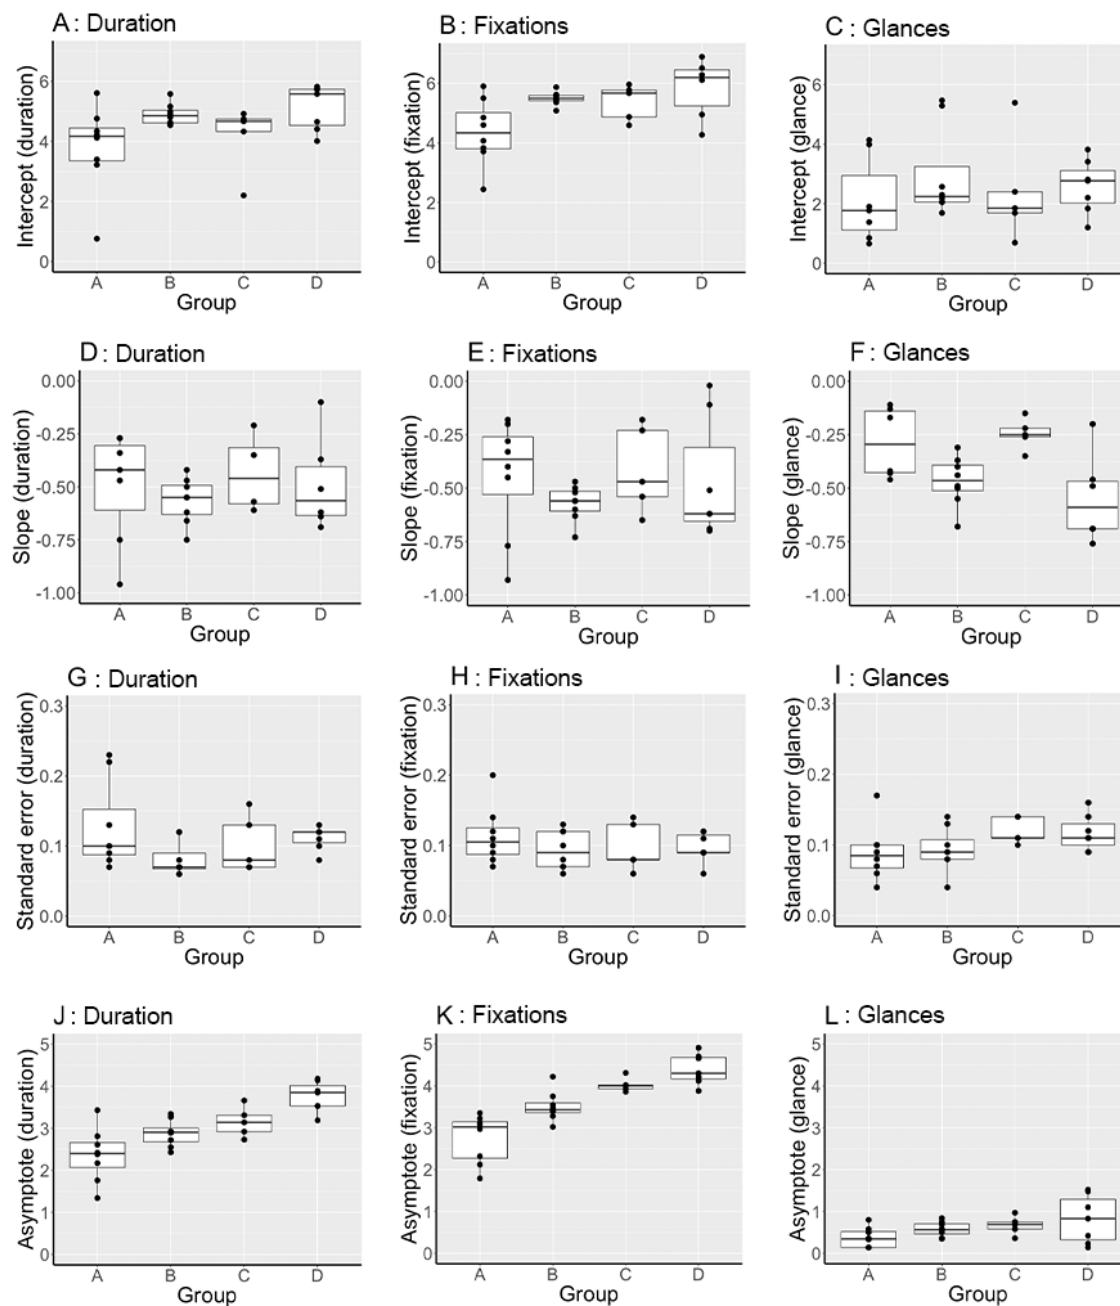 A : Duration
B : Fixations
C : Glances
Intercept (duration)
6
4
2
0
A B C D
Group
Intercept (fixation)
6
4
2
0
A B C D
Group
Intercept (glance)
6
4
2
0
A B C D
Group
D : Duration
E : Fixations
F : Glances
Slope (duration)
0.00
-0.25
-0.50
-0.75
-1.00
A B C D
Group
Slope (fixation)
0.00
-0.25
-0.50
-0.75
-1.00
A B C D
Group
Slope (glance)
0.00
-0.25
-0.50
-0.75
-1.00
A B C D
Group
G : Duration
H : Fixations
I : Glances
Standard error (duration)
0.3
0.2
0.1
0.0
A B C D
Group
Standard error (fixation)
0.3
0.2
0.1
0.0
A B C D
Group
Standard error (glance)
0.3
0.2
0.1
0.0
A B C D
Group
J : Duration
K : Fixations
L : Glances
Asymptote (duration)
5
4
3
2
1
0
A B C D
Group
Asymptote (fixation)
5
4
3
2
1
0
A B C D
Group
Asymptote (glance)
5
4
3
2
1
0
A B C D
Group